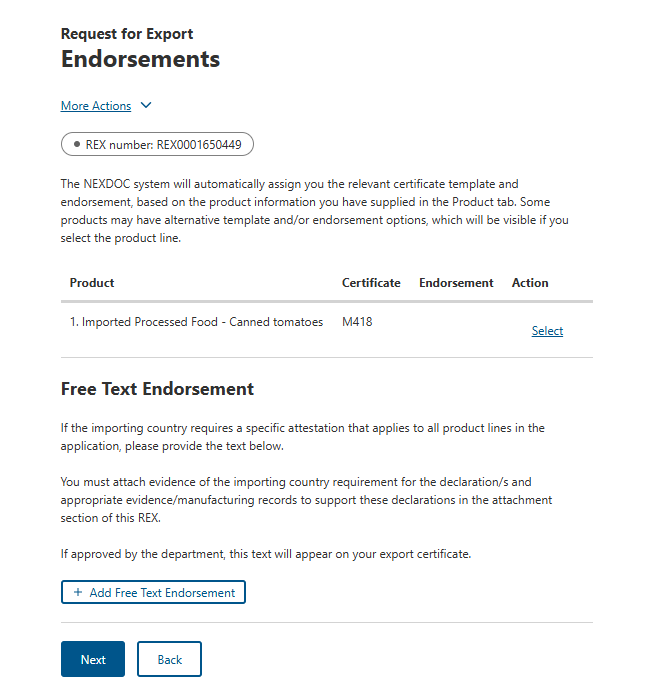 Request for Export
Endorsements
More Actions
REX number: REX0001650449
The NEXDOC system will automatically assign you the relevant certificate template and
endorsement, based on the product information you have supplied in the Product tab. Some
products may have alternative template and/or endorsement options, which will be visible if you
select the product line.
Product Certificate Endorsement Action
1. Imported Processed Food - Canned tomatoes M418
Select
Free Text Endorsement
If the importing country requires a specific attestation that applies to all product lines in the
application, please provide the text below.
You must attach evidence of the importing country requirement for the declaration/s and
appropriate evidence/manufacturing records to support these declarations in the attachment
section of this REX.
If approved by the department, this text will appear on your export certificate.
+ Add Free Text Endorsement
Next Back